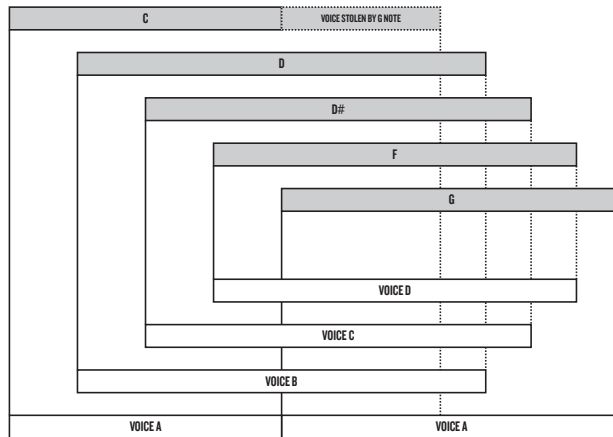 C
VOICE STOLEN BY G NOTE
D
D#
F
G
VOICE D
VOICE C
VOICE B
VOICE A
VOICE A